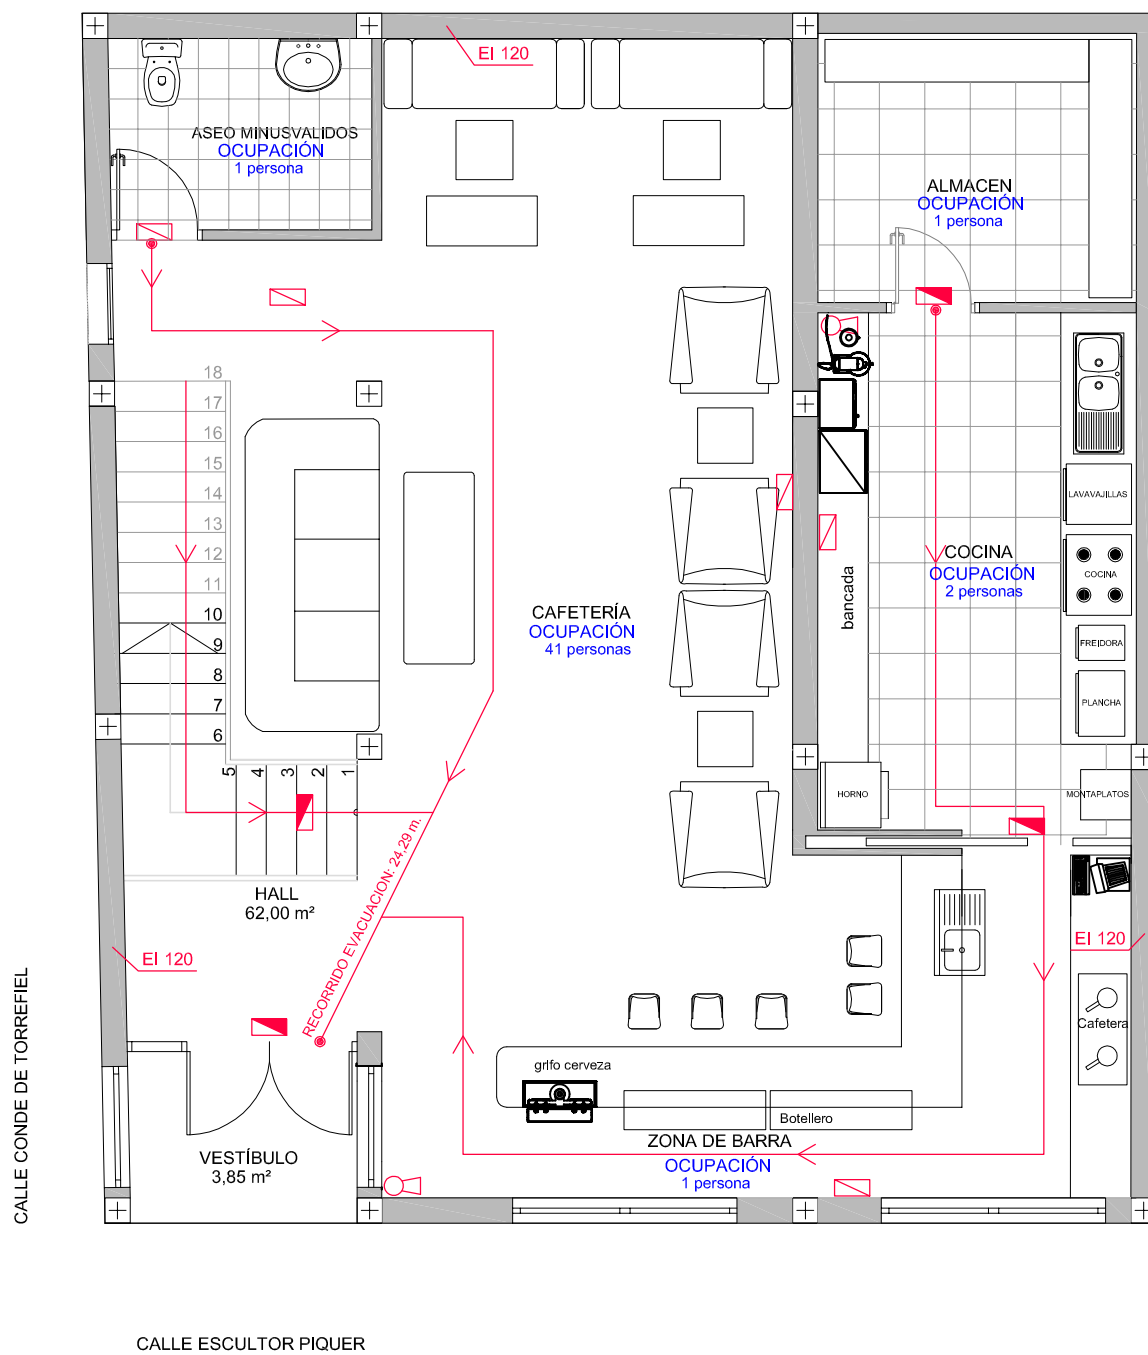 EI 120
ASEO MINUSVALIDOS
OCUPACIÓN
1 persona
ALMACEN
OCUPACIÓN
1 persona
18
17
16
15
14
13
12
11
10
9
8
7
6
5
4
3
2
1
LAVAVAJILLAS
COCINA
OCUPACIÓN
2 personas
COCINA
bancada
CAFETERÍA
OCUPACIÓN
41 personas
FREIDORA
PLANCHA
HORNO
MONTAPLATOS
RECORRIDO EVACUACION: 24,29 m.
HALL
62,00 m²
EI 120
EI 120
Cafetera
grifo cerveza
Botellero
ZONA DE BARRA
OCUPACIÓN
1 persona
VESTÍBULO
3,85 m²
CALLE CONDE DE TORREFIEL
CALLE ESCULTOR PIQUER